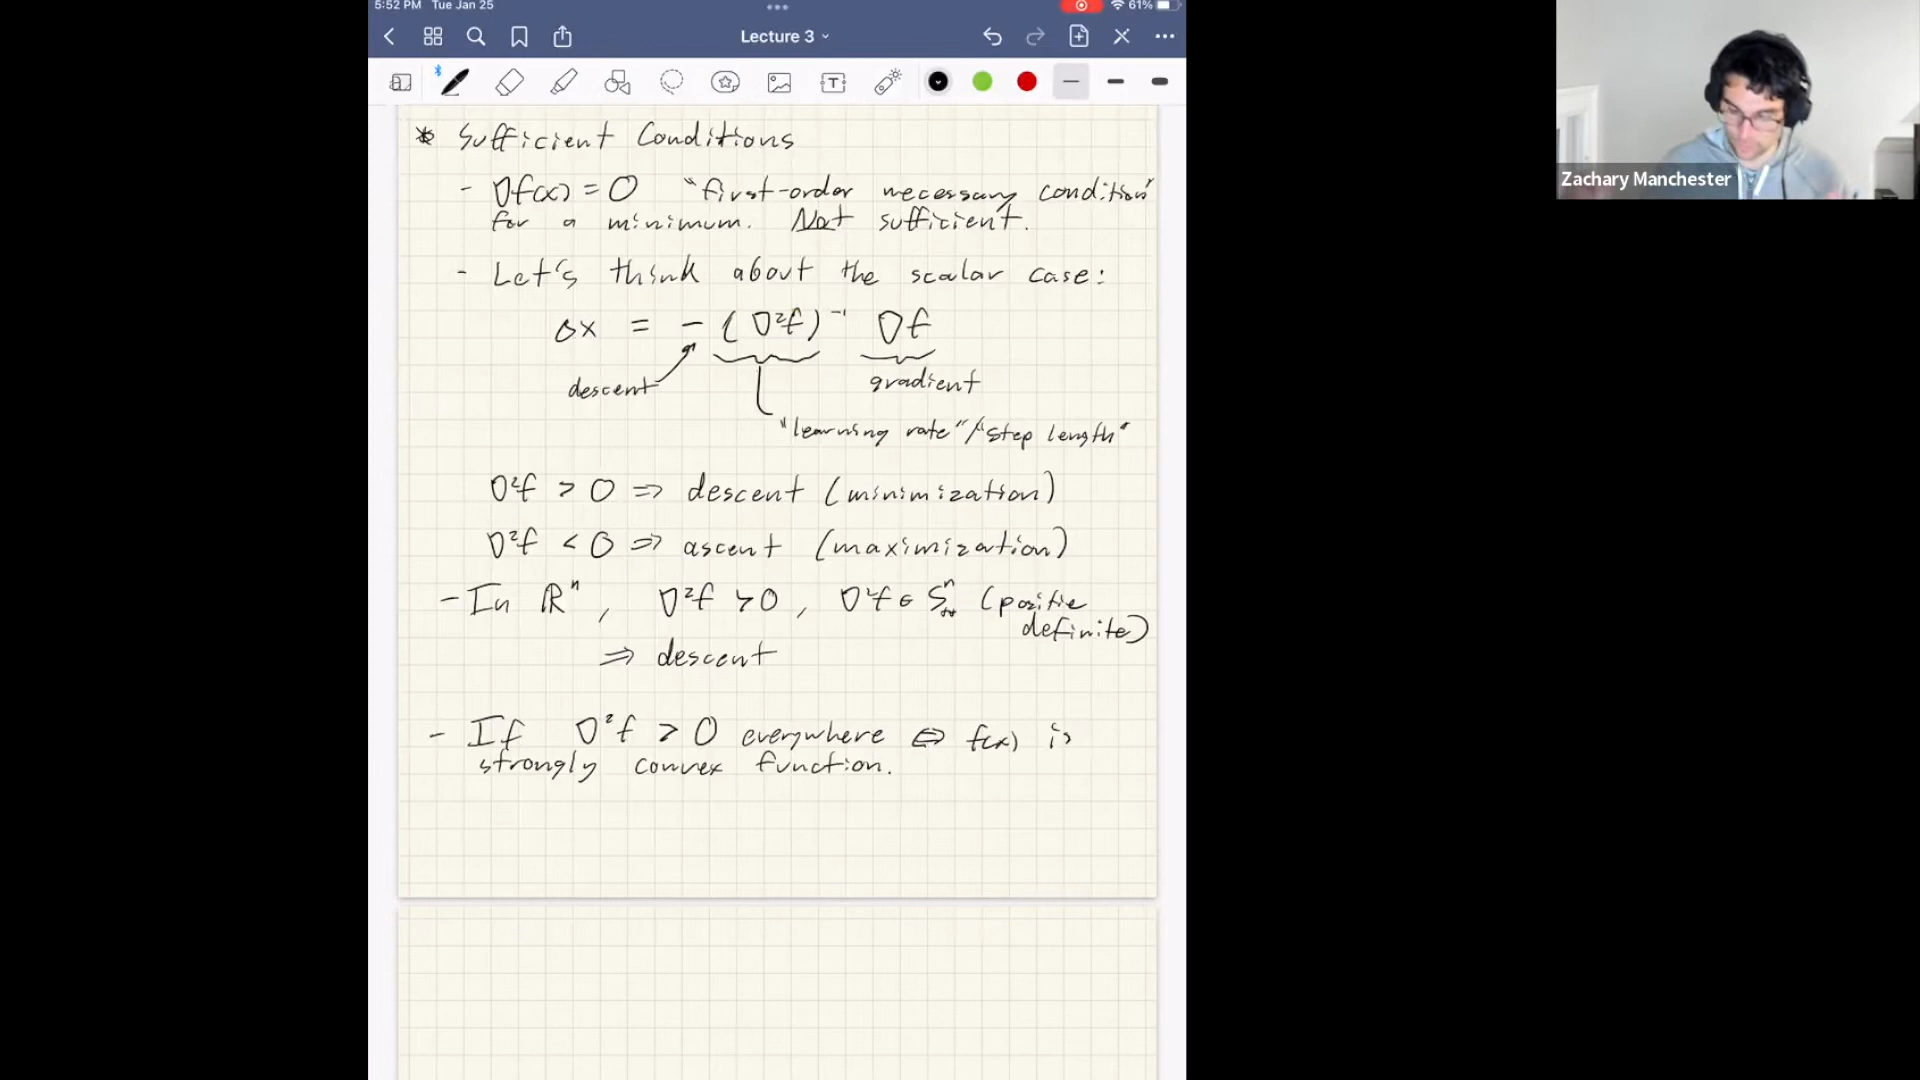 5:52 PM Tue Jan 25
61%
Lecture 3
Zachary Manchester
* Sufficient Conditions
- ∇f(x) = 0 "first-order necessary condition"
for a minimum. Not sufficient.
- Let's think about the scalar case:
Δx = - (∇²f)⁻¹ ∇f
descent
gradient
"learning rate"/"step length"
∇²f > 0 ⇒ descent (minimization)
∇²f < 0 ⇒ ascent (maximization)
- In ℝⁿ, ∇²f > 0, ∇²f ∈ Sⁿ₊₊ (positive
definite)
⇒ descent
- If ∇²f > 0 everywhere ⇔ f(x) is
strongly convex function.